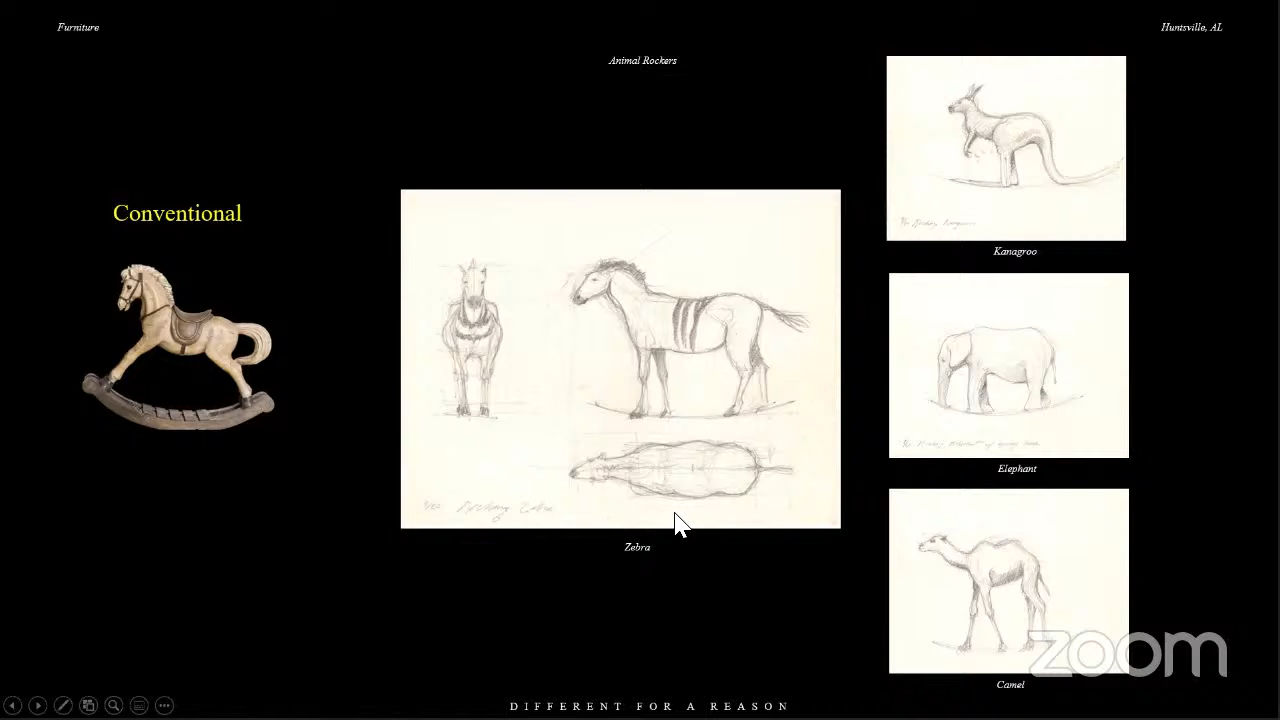 Furniture
Huntsville, AL
Animal Rockers
Conventional
Kanagroo
Elephant
Zebra
Camel
zoom
DIFFERENT FOR A REASON